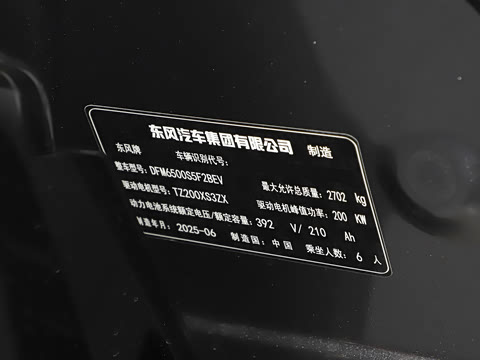 东风汽车集团有限公司 制造
东风牌 车辆识别代号:
整车型号: DFM6500S5F2BEV 最大允许总质量: 2702 Kg
驱动电机型号: TZ200XS3ZX 驱动电机峰值功率: 200 KW
动力电池系统额定电压/额定容量: 392 V/ 210 Ah
制造年月: 2025-06 制造国: 中国 乘坐人数: 6 人